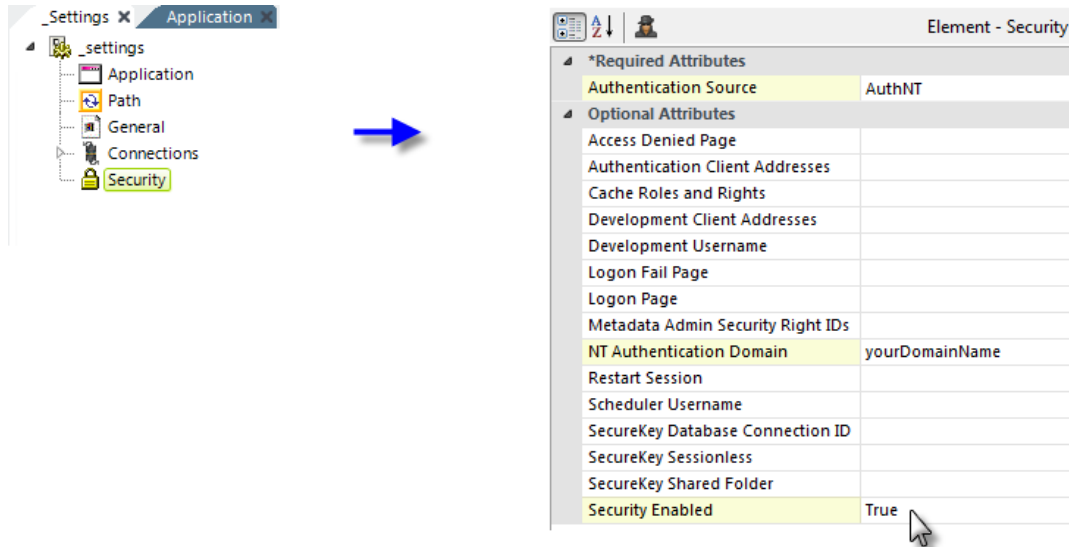 _Settings
Application
_settings
Application
Path
General
Connections
Security
A
Z
Element - Security
*Required Attributes
Authentication Source AuthNT
Optional Attributes
Access Denied Page
Authentication Client Addresses
Cache Roles and Rights
Development Client Addresses
Development Username
Logon Fail Page
Logon Page
Metadata Admin Security Right IDs
NT Authentication Domain yourDomainName
Restart Session
Scheduler Username
SecureKey Database Connection ID
SecureKey Sessionless
SecureKey Shared Folder
Security Enabled True